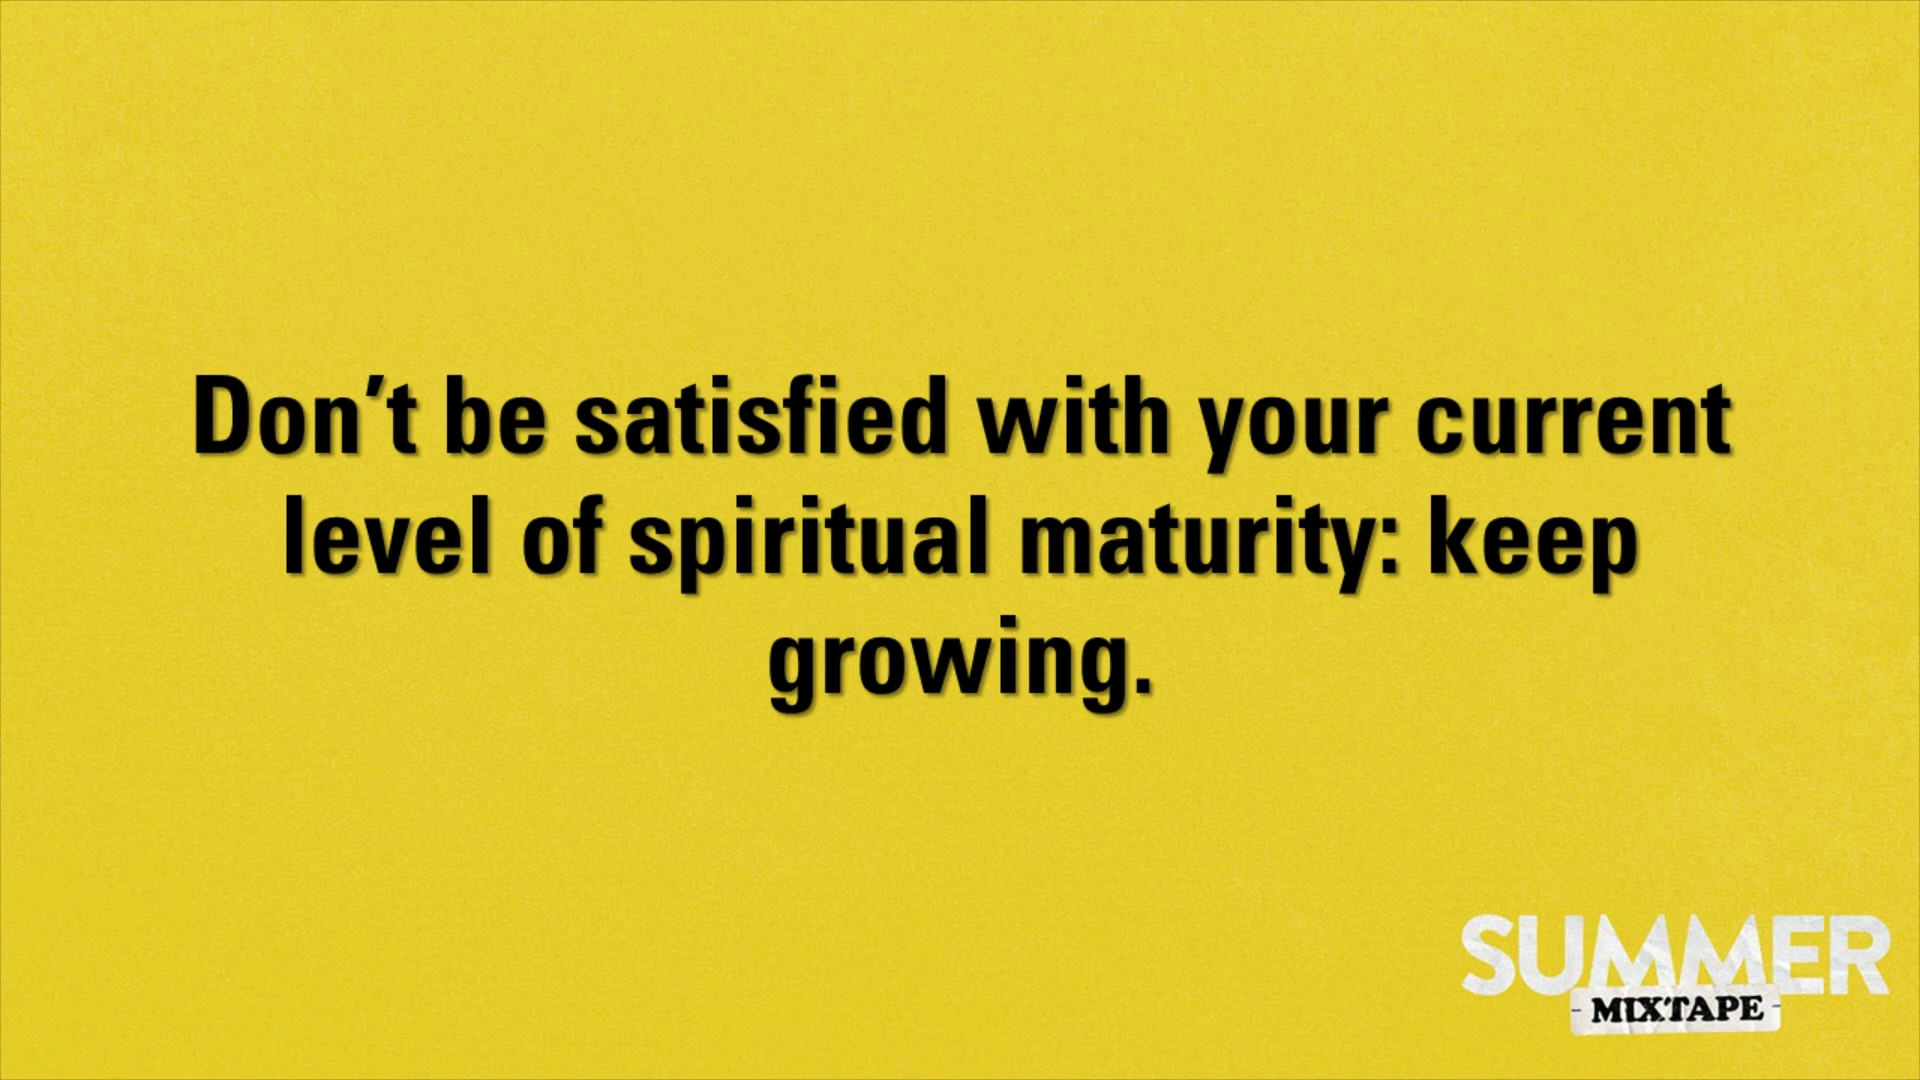 Don’t be satisfied with your current
level of spiritual maturity: keep
growing.
SUMMER
- MIXTAPE -